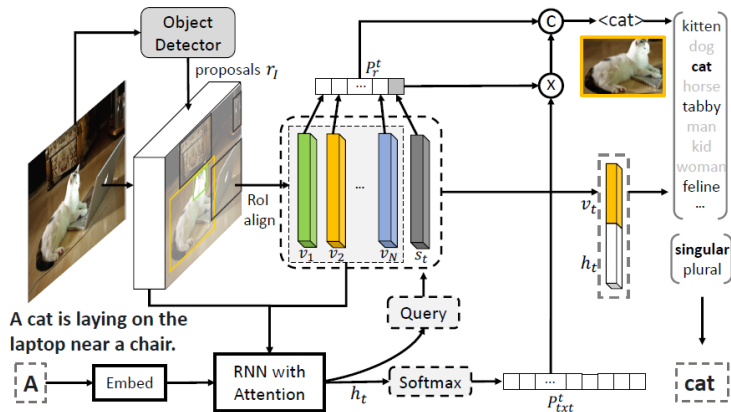 Object
Detector
proposals r_I
P_r^t
...
C
<cat>
X
kitten
dog
cat
horse
tabby
man
kid
woman
feline
...
RoI
align
...
v_1 v_2 v_N s_t
v_t
h_t
singular
plural
A cat is laying on the
laptop near a chair.
Query
A
Embed
RNN with
Attention
h_t
Softmax
...
P_txt^t
cat